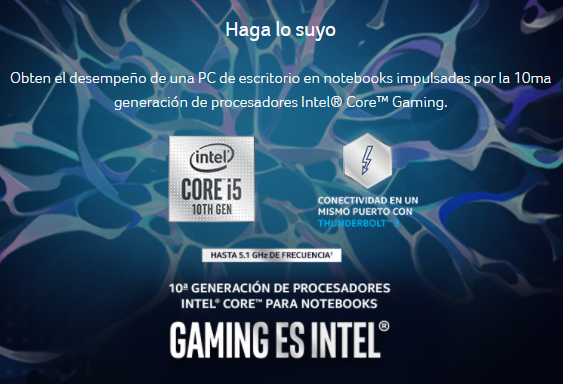 Haga lo suyo
Obten el desempeño de una PC de escritorio en notebooks impulsadas por la 10ma
generación de procesadores Intel® Core™ Gaming.
intel®
CORE i5
10TH GEN
CONECTIVIDAD EN UN
MISMO PUERTO CON
THUNDERBOLT™ 3
HASTA 5.1 GHz DE FRECUENCIA¹
10ª GENERACIÓN DE PROCESADORES
INTEL® CORE™ PARA NOTEBOOKS
GAMING ES INTEL®